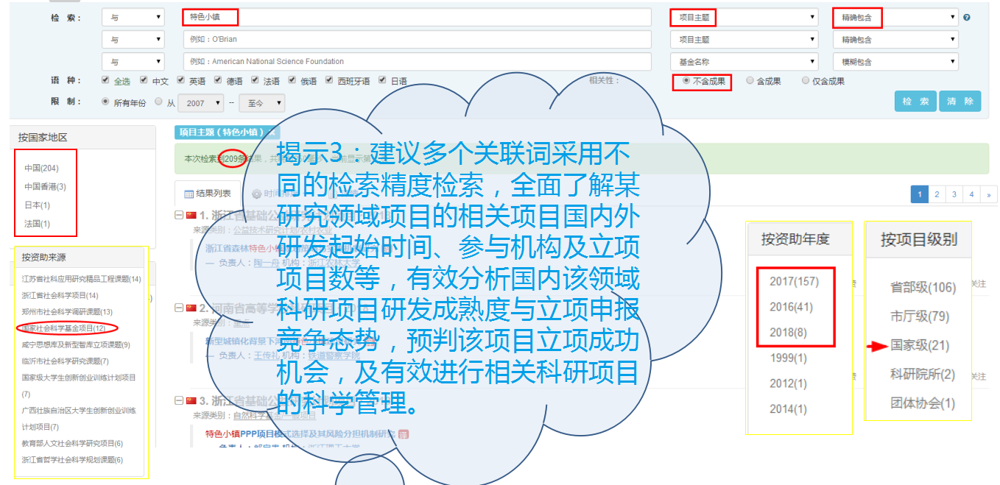 检 索： 与 特色小镇 项目主题 精确包含
与 例如：O'Brian 项目主题 精确包含
与 例如：American National Science Foundation 基金名称 模糊包含
语 种： 全选 中文 英语 德语 法语 俄语 西班牙语 日语 相关性： 不含成果 含成果 仅含成果
限 制： 所有年份 从 2007 -- 至今
检 索 清 除
按国家地区
中国(204)
中国香港(3)
日本(1)
法国(1)
按资助来源
江苏省社科应用研究精品工程课题(14)
浙江省社会科学项目(14)
郑州市社会科学调研课题(13)
国家社会科学基金项目(12)
咸宁思想库及新型智库立项课题(9)
临沂市社会科学研究课题(7)
国家级大学生创新创业训练计划项目
(7)
广西壮族自治区大学生创新创业训练
计划项目(7)
教育部人文社会科学研究项目(6)
浙江省哲学社会科学规划课题(6)
项目主题 ( 特色小镇 ) ×
本次检索到209条结果
结果列表
1 2 3 4 »
1. 浙江省基础公
来源类别：公益技术研究计划/农村农业
浙江省森林特色小镇
— 负责人：陶一舟 机构：浙江农林大学
2. 河南省高等学
来源类别：
新型城镇化背景下
— 负责人：王传礼 机构：铁道警察学院
3. 浙江省基础公
来源类别：自然科学基金/一般项目
特色小镇PPP项目模式选择及其风险分担机制研究
揭示3：建议多个关联词采用不
同的检索精度检索，全面了解某
研究领域项目的相关项目国内外
研发起始时间、参与机构及立项
项目数等，有效分析国内该领域
科研项目研发成熟度与立项申报
竞争态势，预判该项目立项成功
机会，及有效进行相关科研项目
的科学管理。
按资助年度
2017(157)
2016(41)
2018(8)
1999(1)
2012(1)
2014(1)
按项目级别
省部级(106)
市厅级(79)
国家级(21)
科研院所(2)
团体协会(1)
关注
关注